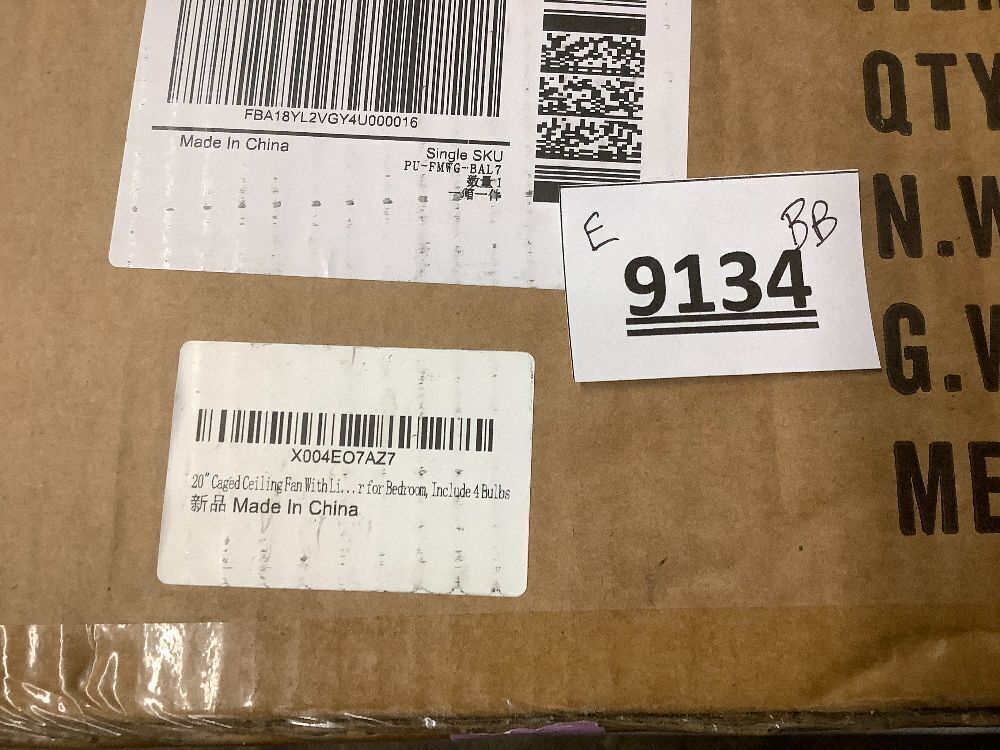 FBA18YL2VGY4U000016
Made In China
Single SKU
PU-FMWG-BAL7
数量1
一箱一件
E
BB
9134
QTY
N.W
G.W
ME
X004EO7AZ7
20" Caged Ceiling Fan With Li...r for Bedroom, Include 4 Bulbs
新品 Made In China